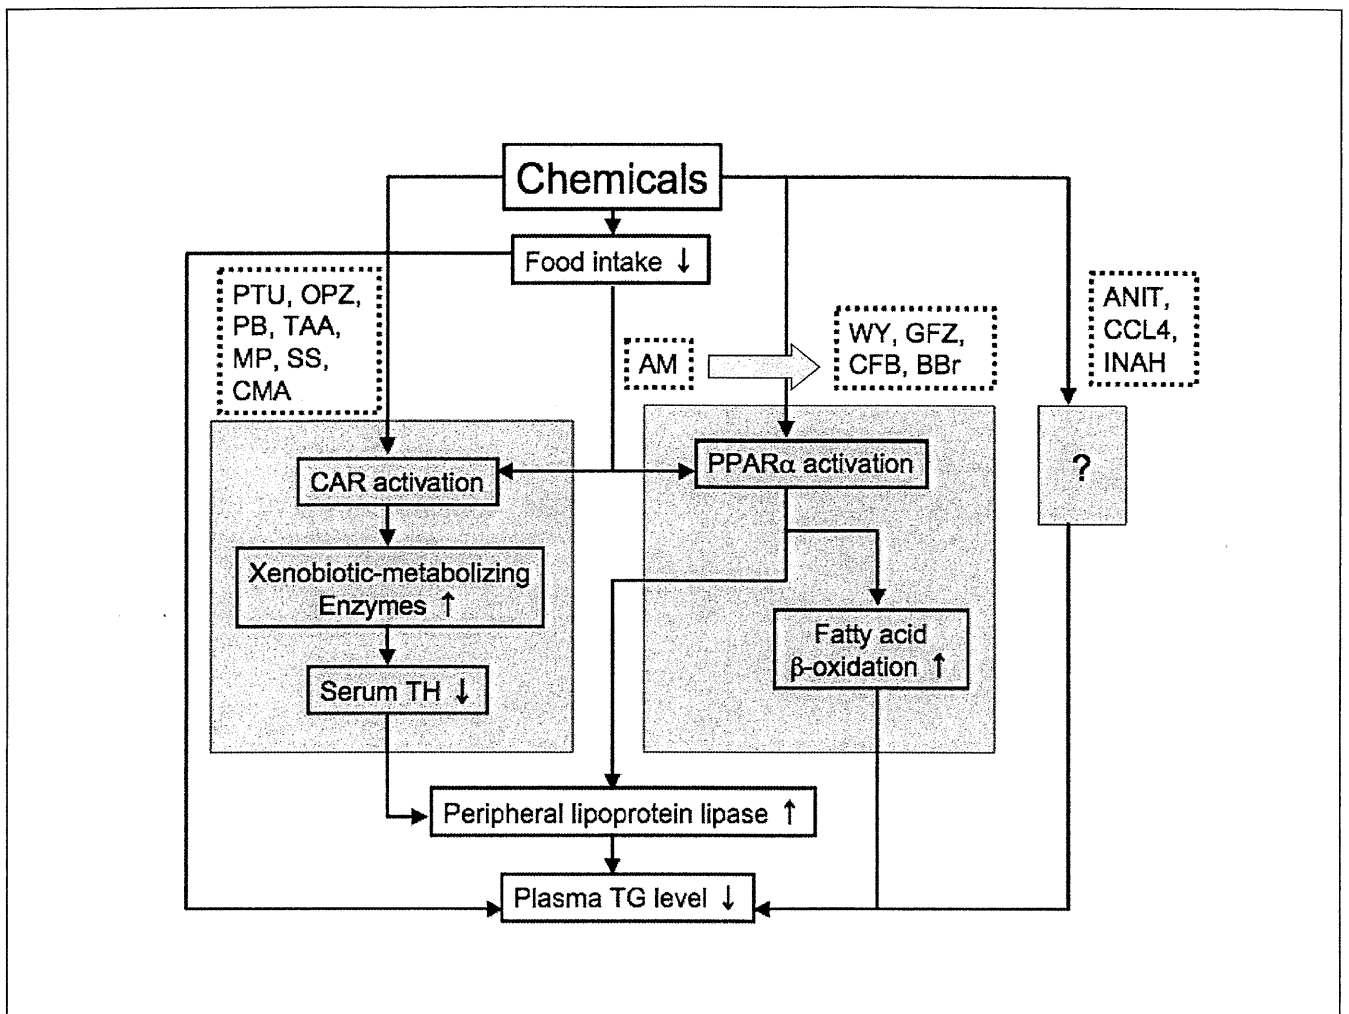 Chemicals
Food intake ↓
PTU, OPZ,
PB, TAA,
MP, SS,
CMA
AM
WY, GFZ,
CFB, BBr
ANIT,
CCL4,
INAH
CAR activation
PPARα activation
?
Xenobiotic-metabolizing
Enzymes ↑
Fatty acid
β-oxidation ↑
Serum TH ↓
Peripheral lipoprotein lipase ↑
Plasma TG level ↓